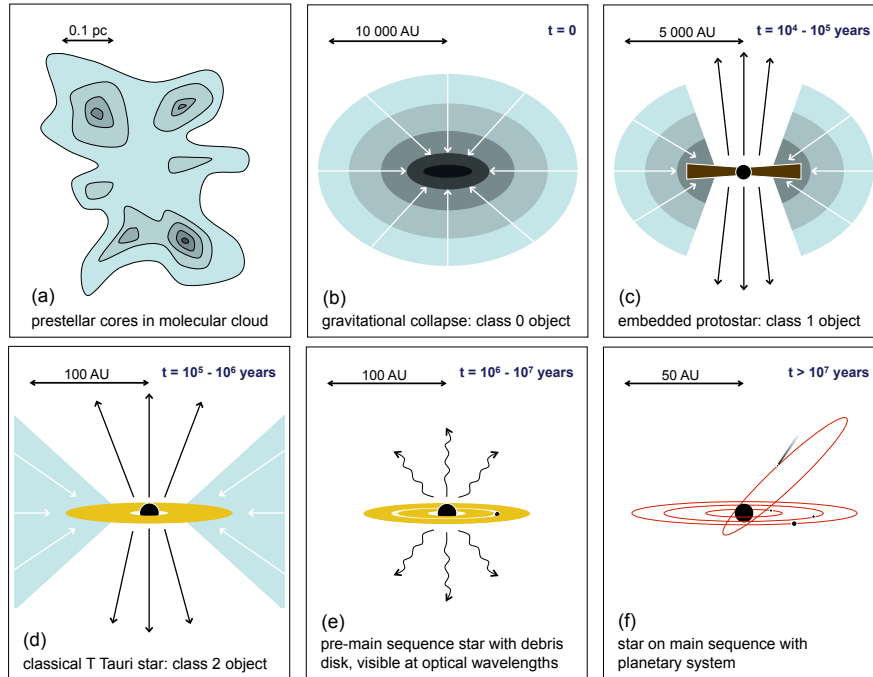 0.1 pc
(a)
prestellar cores in molecular cloud
10 000 AU
t = 0
(b)
gravitational collapse: class 0 object
5 000 AU
t = 10⁴ - 10⁵ years
(c)
embedded protostar: class 1 object
100 AU
t = 10⁵ - 10⁶ years
(d)
classical T Tauri star: class 2 object
100 AU
t = 10⁶ - 10⁷ years
(e)
pre-main sequence star with debris
disk, visible at optical wavelengths
50 AU
t > 10⁷ years
(f)
star on main sequence with
planetary system